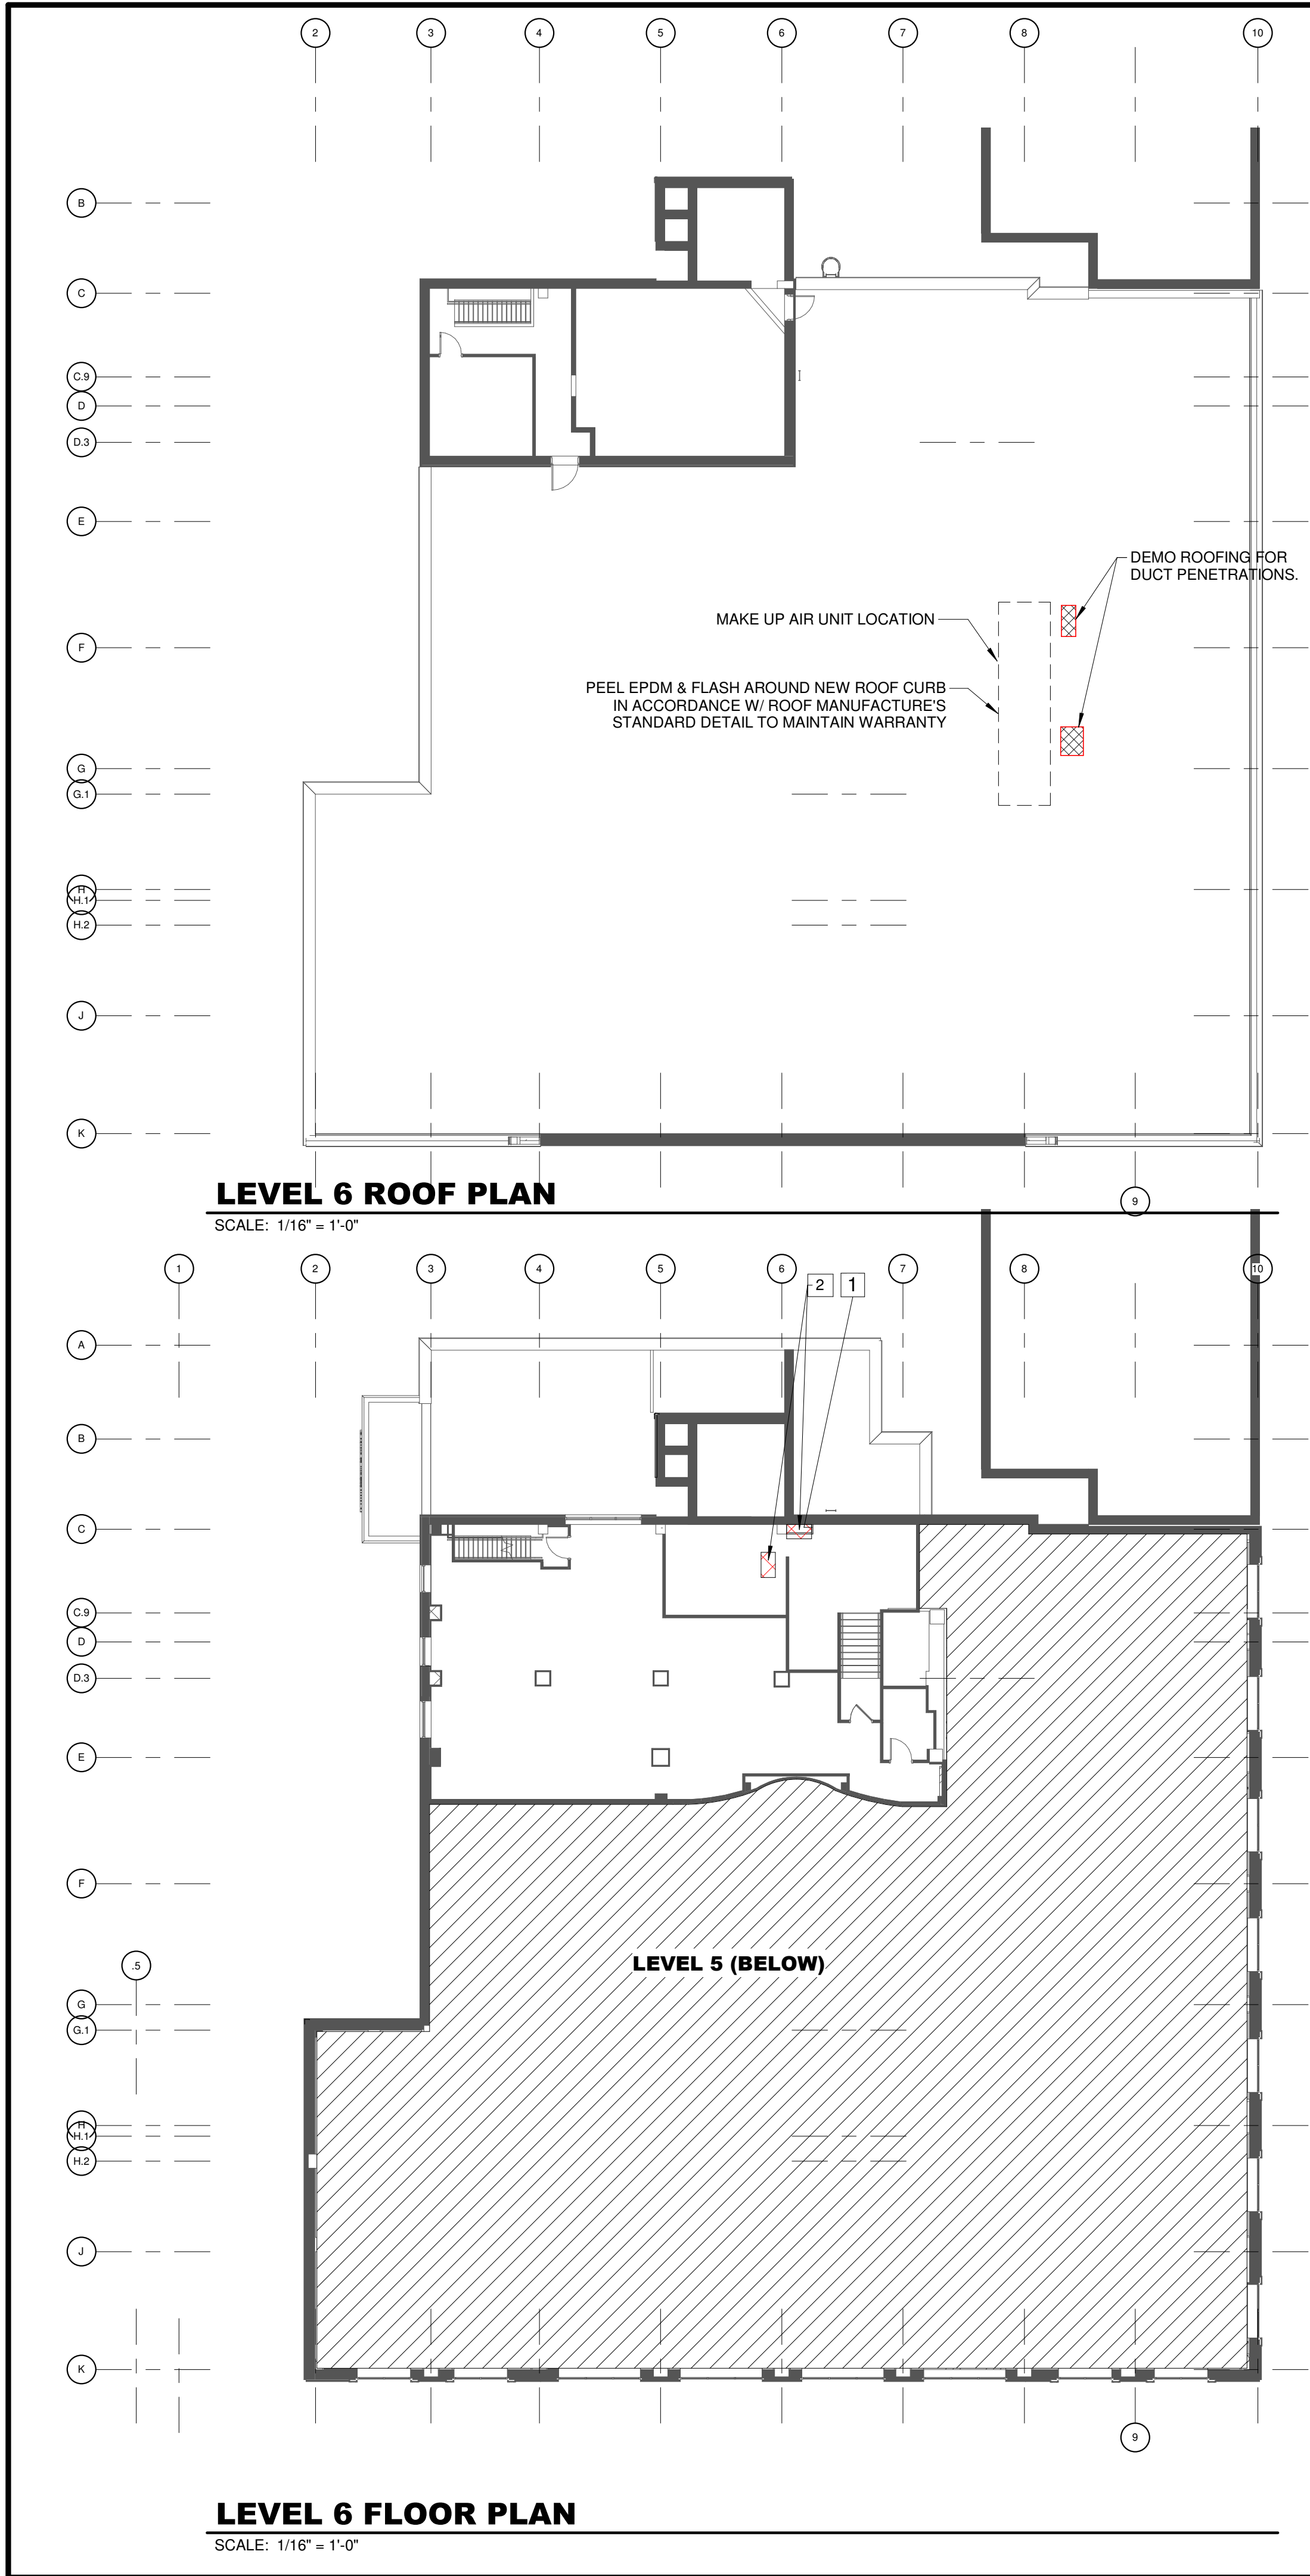 2 3 4 5 6 7 8 10
B
C
C.9
D
D.3
E
DEMO ROOFING FOR
DUCT PENETRATIONS.
MAKE UP AIR UNIT LOCATION
F
PEEL EPDM & FLASH AROUND NEW ROOF CURB
IN ACCORDANCE W/ ROOF MANUFACTURE'S
STANDARD DETAIL TO MAINTAIN WARRANTY
G
G.1
H
H.1
H.2
J
K
LEVEL 6 ROOF PLAN
9
SCALE: 1/16" = 1'-0"
1 2 3 4 5 6 7 8 10
2 1
A
B
C
C.9
D
D.3
E
F
LEVEL 5 (BELOW)
.5
G
G.1
H
H.1
H.2
J
K
9
LEVEL 6 FLOOR PLAN
SCALE: 1/16" = 1'-0"